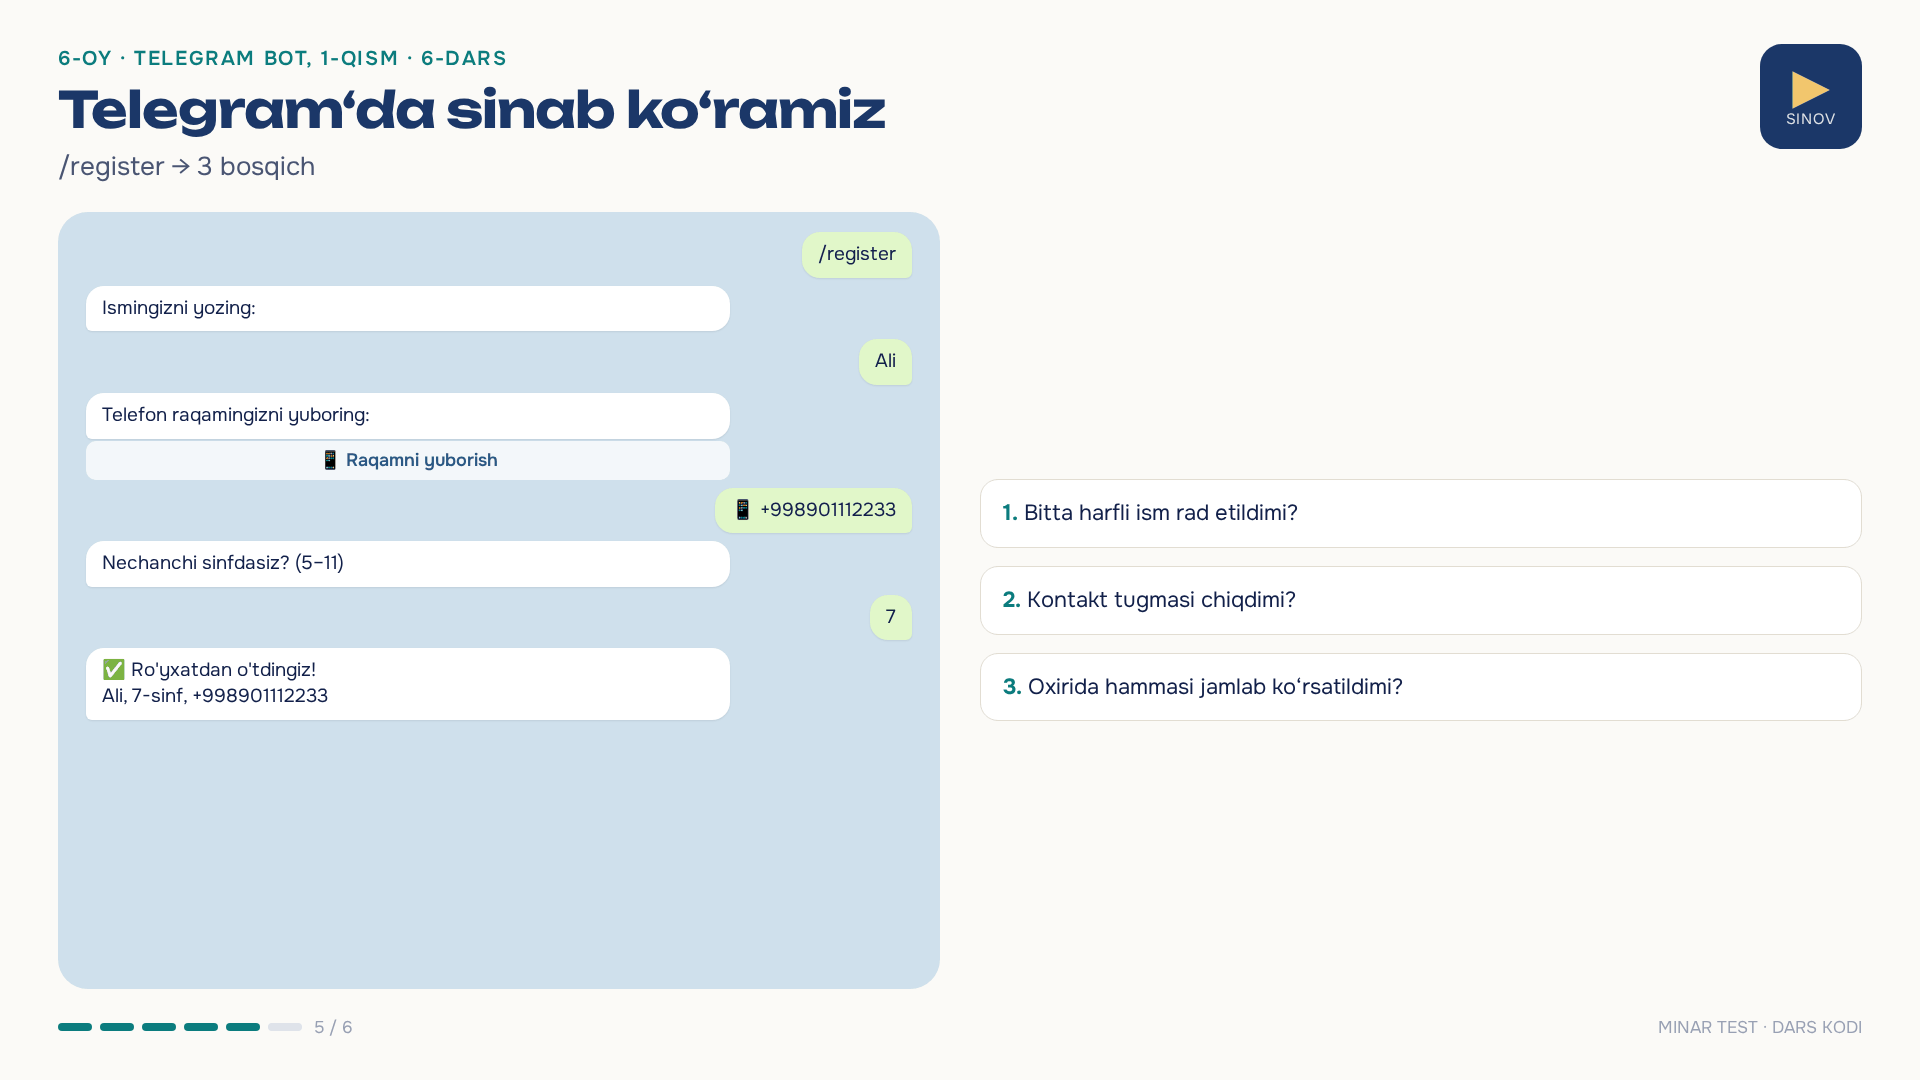 6-OY · TELEGRAM BOT, 1-QISM · 6-DARS
Telegram‘da sinab ko‘ramiz
/register → 3 bosqich
SINOV
/register
Ismingizni yozing:
Ali
Telefon raqamingizni yuboring:
📱 Raqamni yuborish
📱 +998901112233
Nechanchi sinfdasiz? (5–11)
7
✅ Ro'yxatdan o'tdingiz!
Ali, 7-sinf, +998901112233
1. Bitta harfli ism rad etildimi?
2. Kontakt tugmasi chiqdimi?
3. Oxirida hammasi jamlab ko‘rsatildimi?
5 / 6
MINAR TEST · DARS KODI